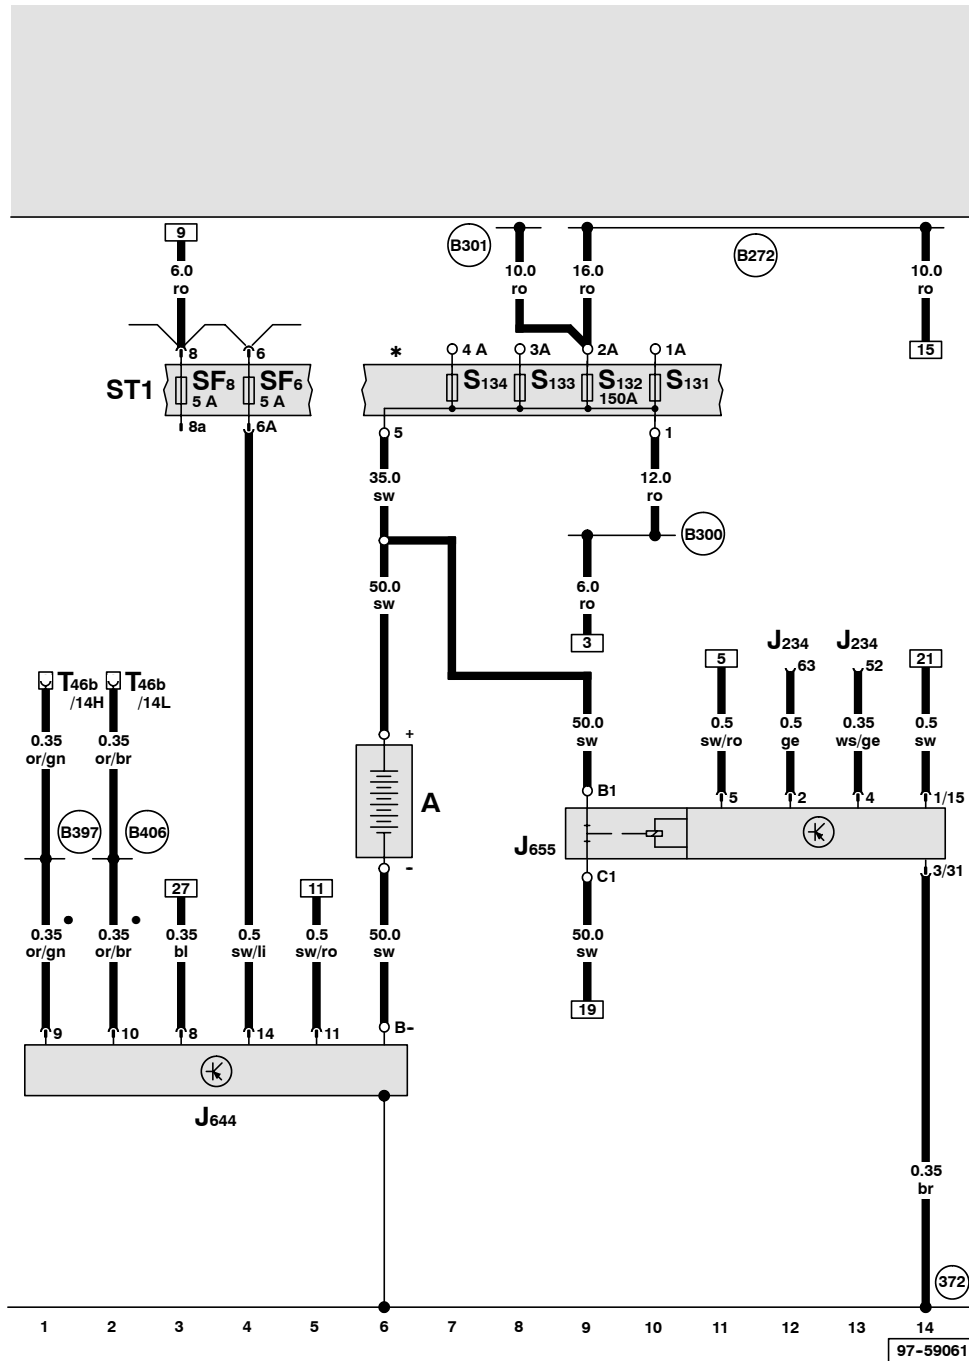 9
B301
B272
6.0
ro
10.0
ro
16.0
ro
10.0
ro
15
8
6
*
4 A
3A
2A
1A
ST1
SF8
5 A
SF6
5 A
S134
S133
S132
150A
S131
8a
6A
5
1
35.0
sw
12.0
ro
B300
50.0
sw
6.0
ro
3
J234
J234
T46b
/14H
T46b
/14L
5
63
52
21
0.35
or/gn
0.35
or/br
50.0
sw
0.5
sw/ro
0.5
ge
0.35
ws/ge
0.5
sw
+
B1
5
2
4
1/15
A
B397
B406
J655
-
C1
3/31
27
11
0.35
or/gn
0.35
or/br
0.35
bl
0.5
sw/li
0.5
sw/ro
50.0
sw
50.0
sw
19
9
10
8
14
11
B-
J644
0.35
br
372
1 2 3 4 5 6 7 8 9 10 11 12 13 14
97-59061